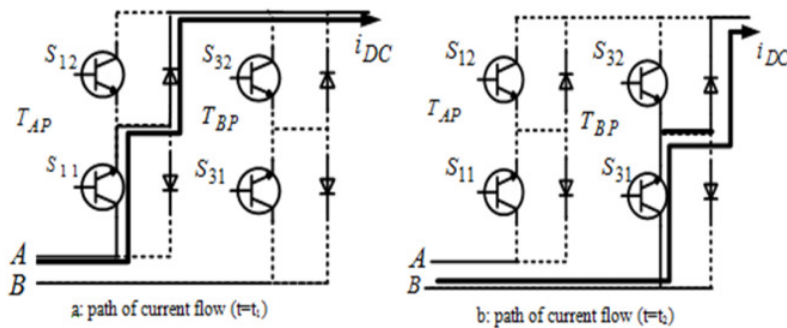 S12
S32
iDC
TAP
TBP
S11
S31
A
B
a: path of current flow (t=t1)
S12
S32
iDC
TAP
TBP
S11
S31
A
B
b: path of current flow (t=t2)